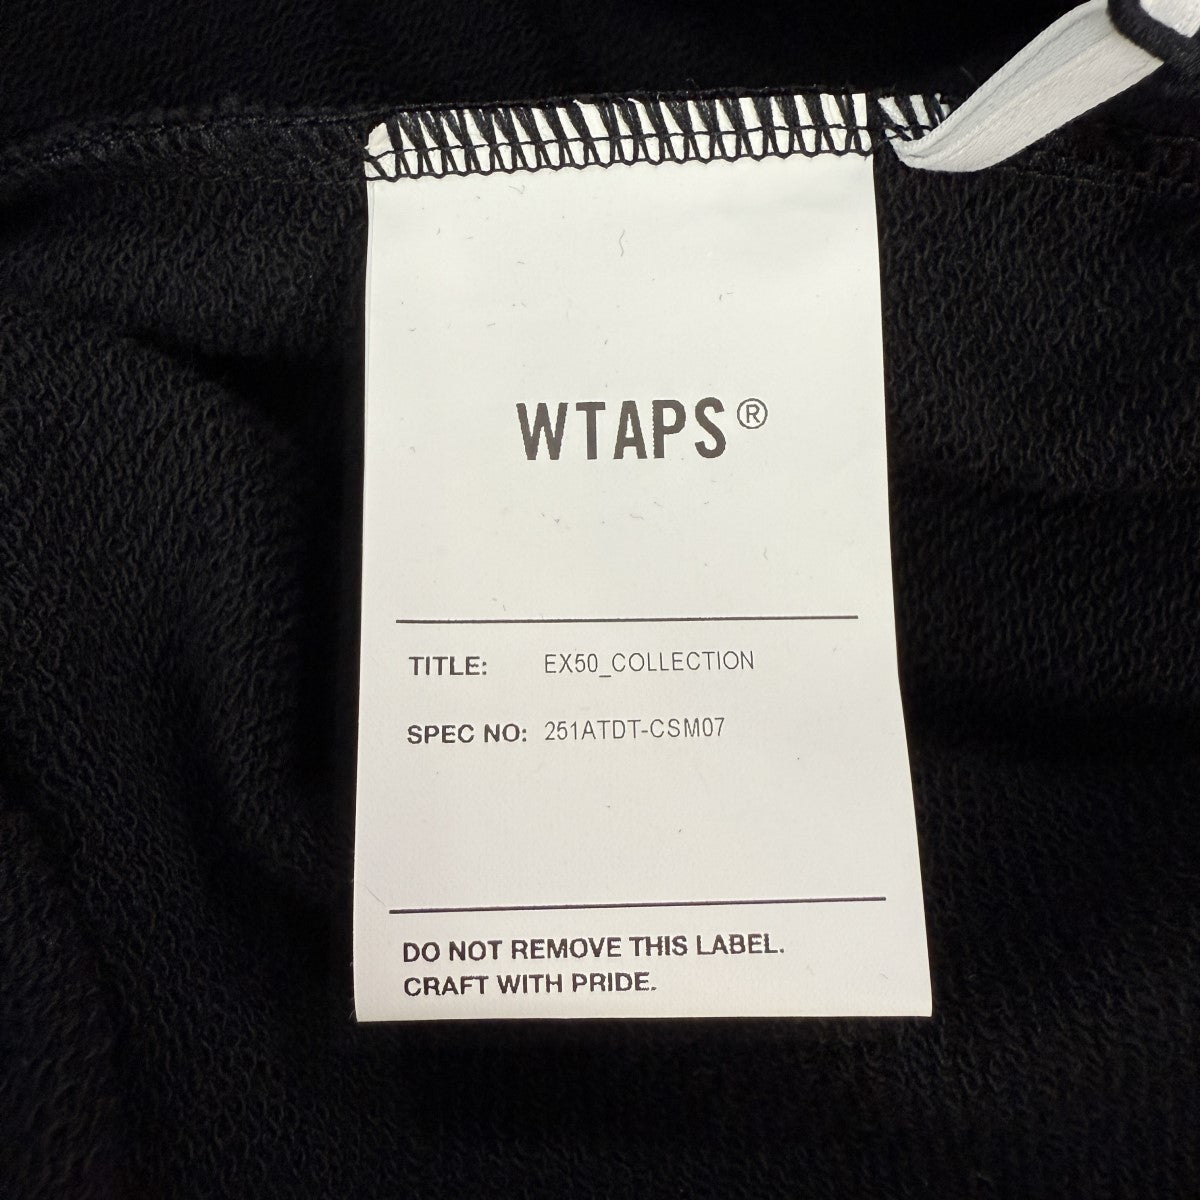 WTAPS®
TITLE: EX50_COLLECTION
SPEC NO: 251ATDT-CSM07
DO NOT REMOVE THIS LABEL.
CRAFT WITH PRIDE.